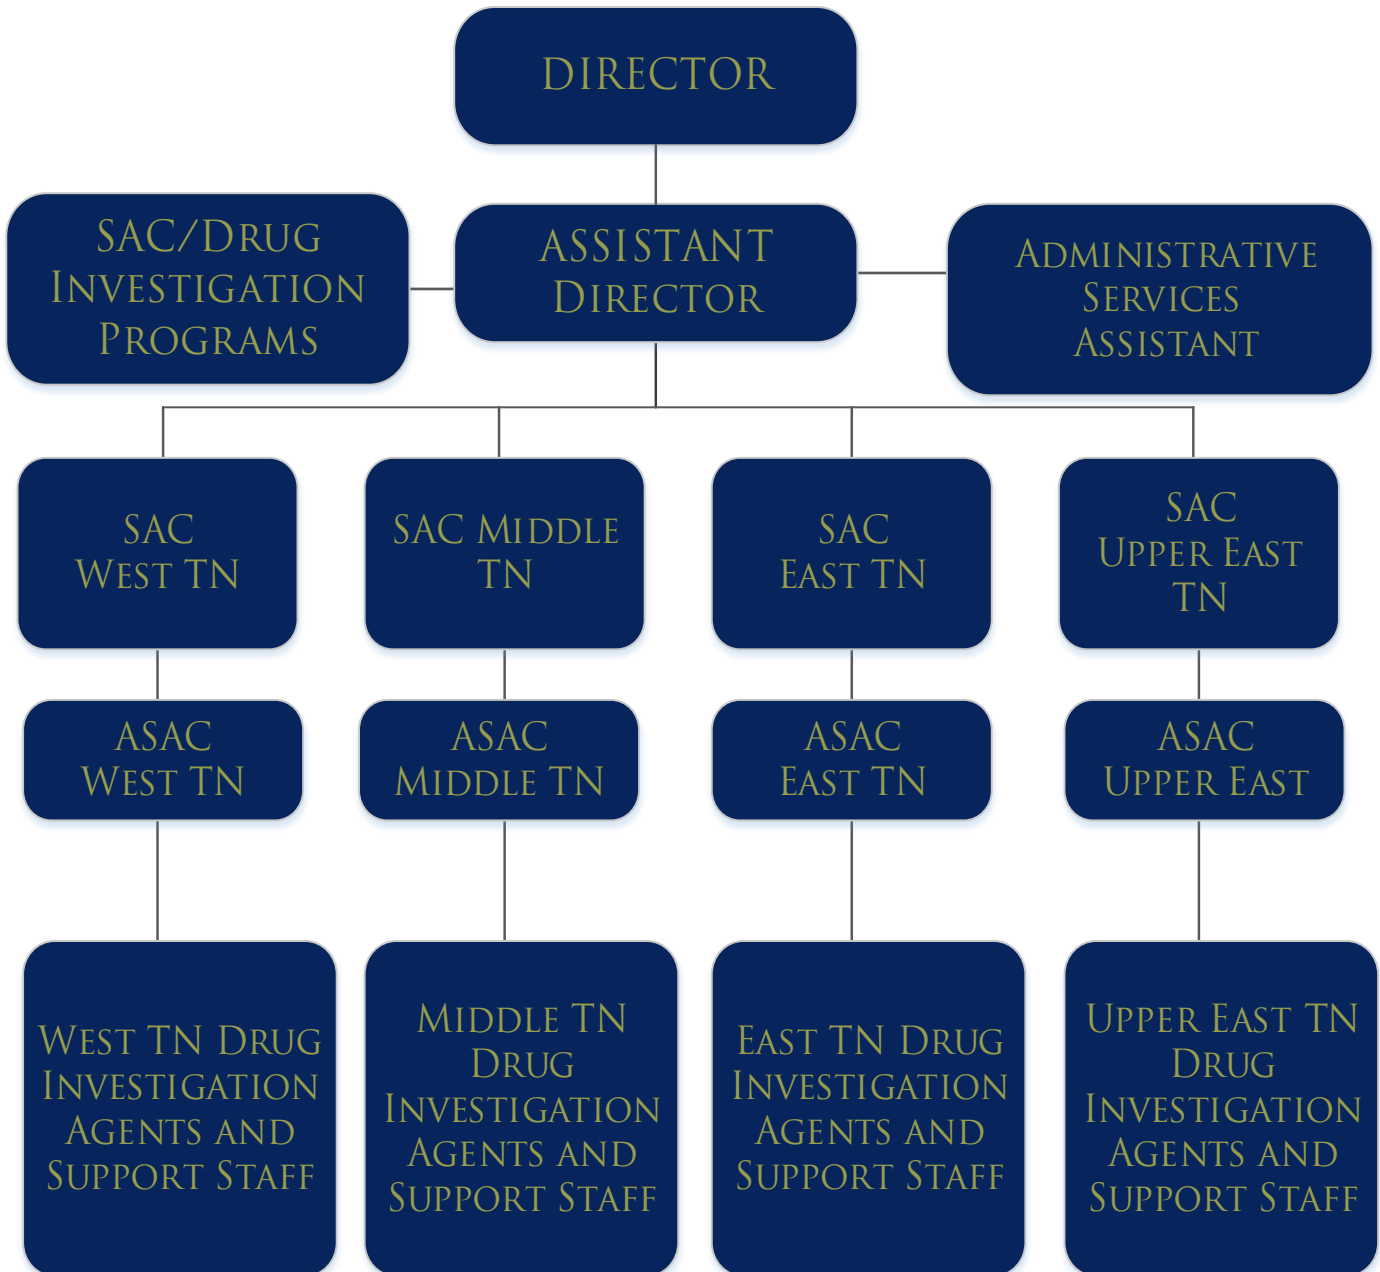 DIRECTOR
SAC/DRUG
INVESTIGATION
PROGRAMS
ASSISTANT
DIRECTOR
ADMINISTRATIVE
SERVICES
ASSISTANT
SAC
WEST TN
SAC MIDDLE
TN
SAC
EAST TN
SAC
UPPER EAST
TN
ASAC
WEST TN
ASAC
MIDDLE TN
ASAC
EAST TN
ASAC
UPPER EAST
WEST TN DRUG
INVESTIGATION
AGENTS AND
SUPPORT STAFF
MIDDLE TN
DRUG
INVESTIGATION
AGENTS AND
SUPPORT STAFF
EAST TN DRUG
INVESTIGATION
AGENTS AND
SUPPORT STAFF
UPPER EAST TN
DRUG
INVESTIGATION
AGENTS AND
SUPPORT STAFF